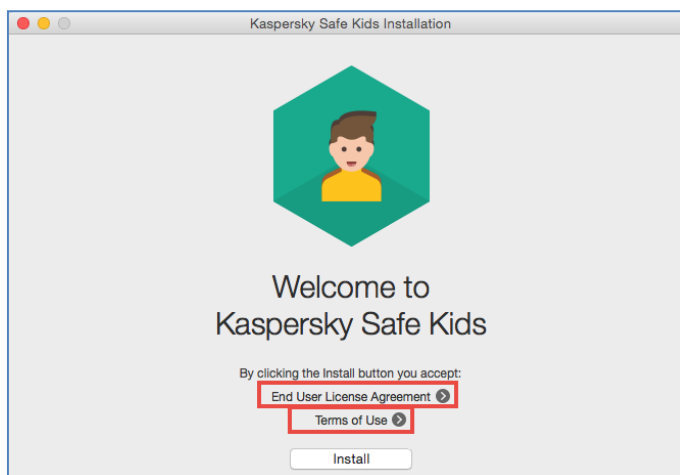 Kaspersky Safe Kids Installation
Welcome to
Kaspersky Safe Kids
By clicking the Install button you accept:
End User License Agreement
Terms of Use
Install